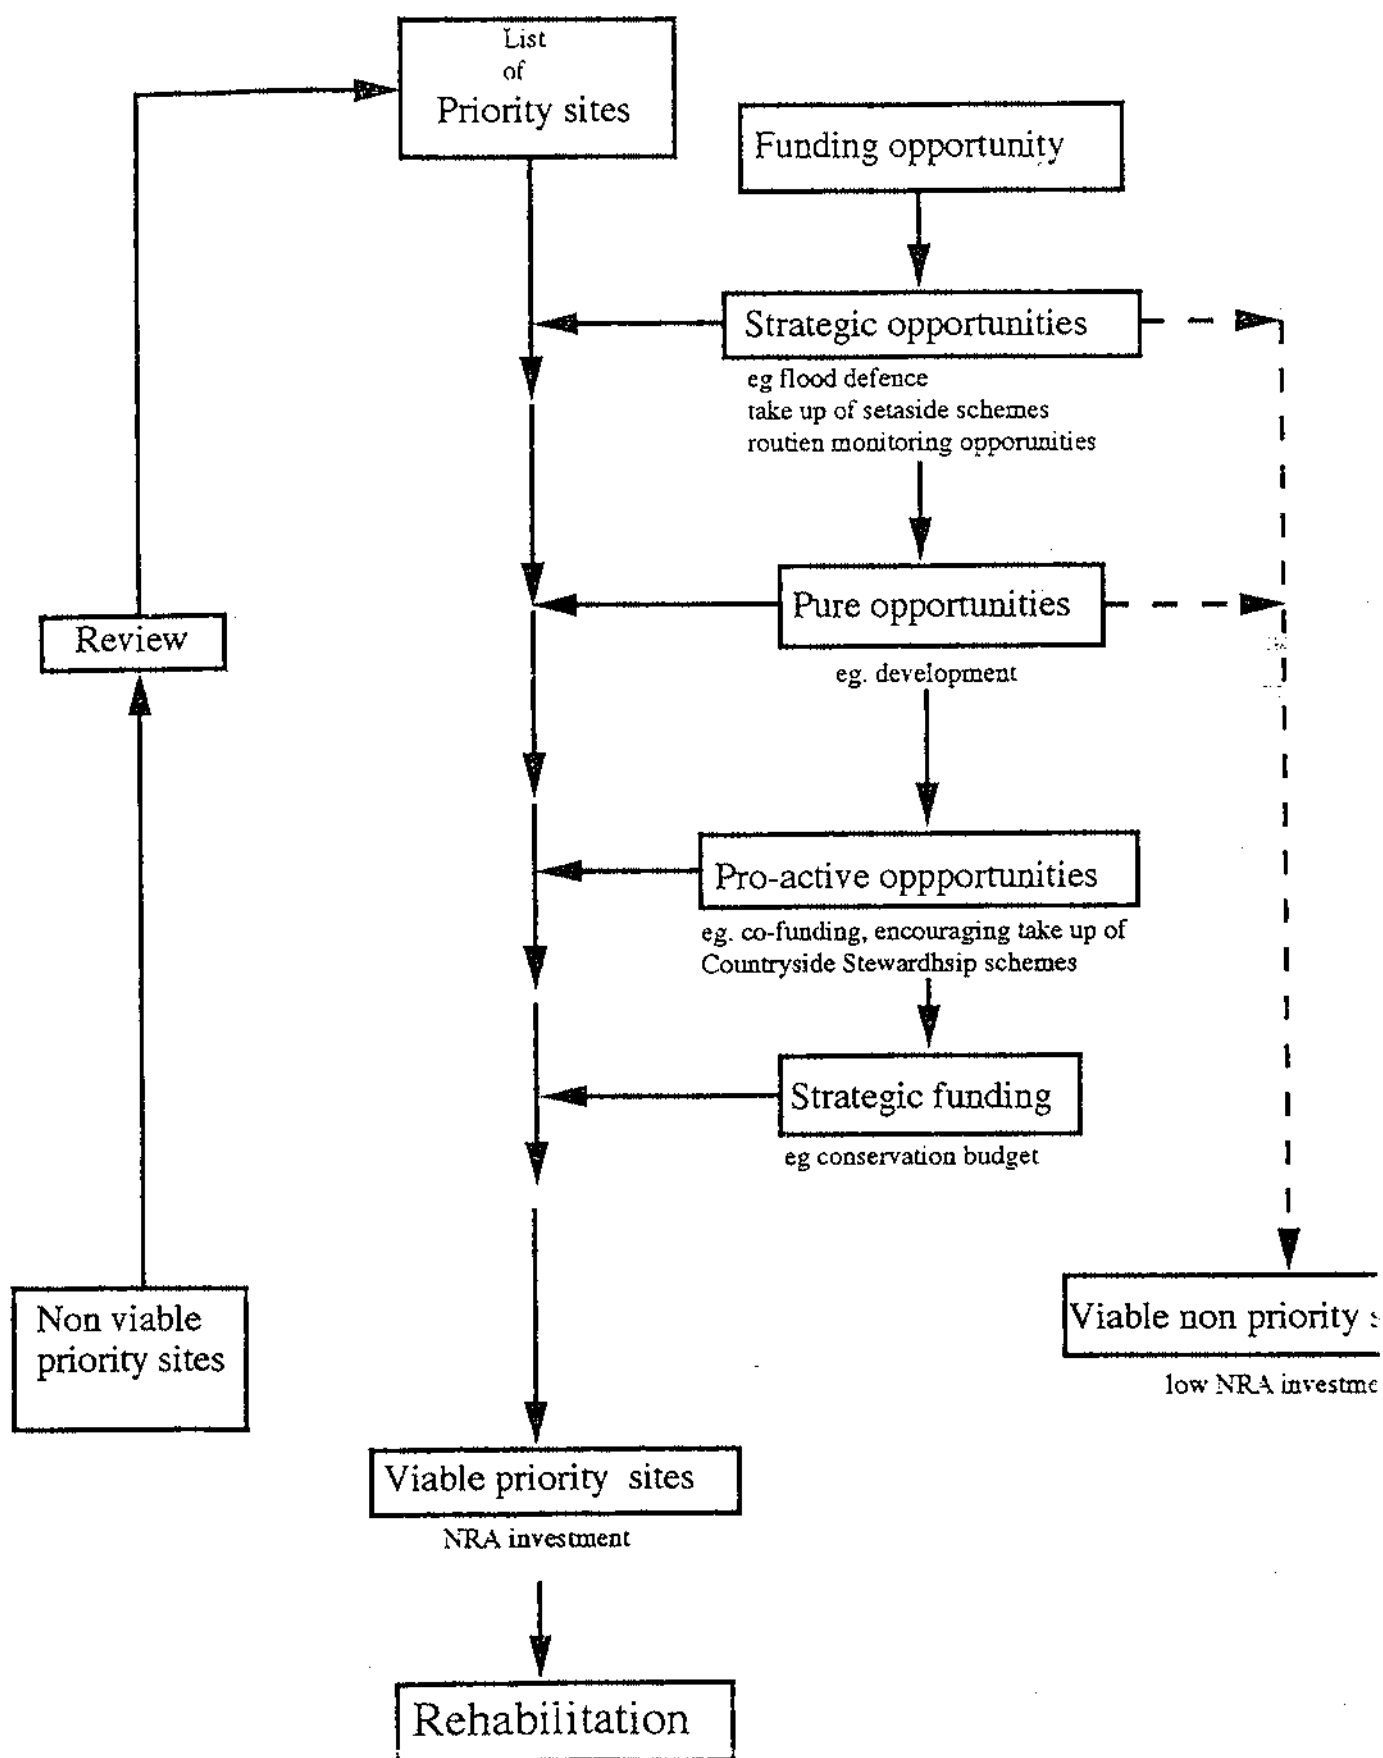 List
of
Priority sites
Funding opportunity
Strategic opportunities
eg flood defence
take up of setaside schemes
routien monitoring opporunities
Pure opportunities
eg. development
Review
Pro-active oppportunities
eg. co-funding, encouraging take up of
Countryside Stewardhsip schemes
Strategic funding
eg conservation budget
Non viable
priority sites
Viable non priority
low NRA
Viable priority sites
NRA investment
Rehabilitation